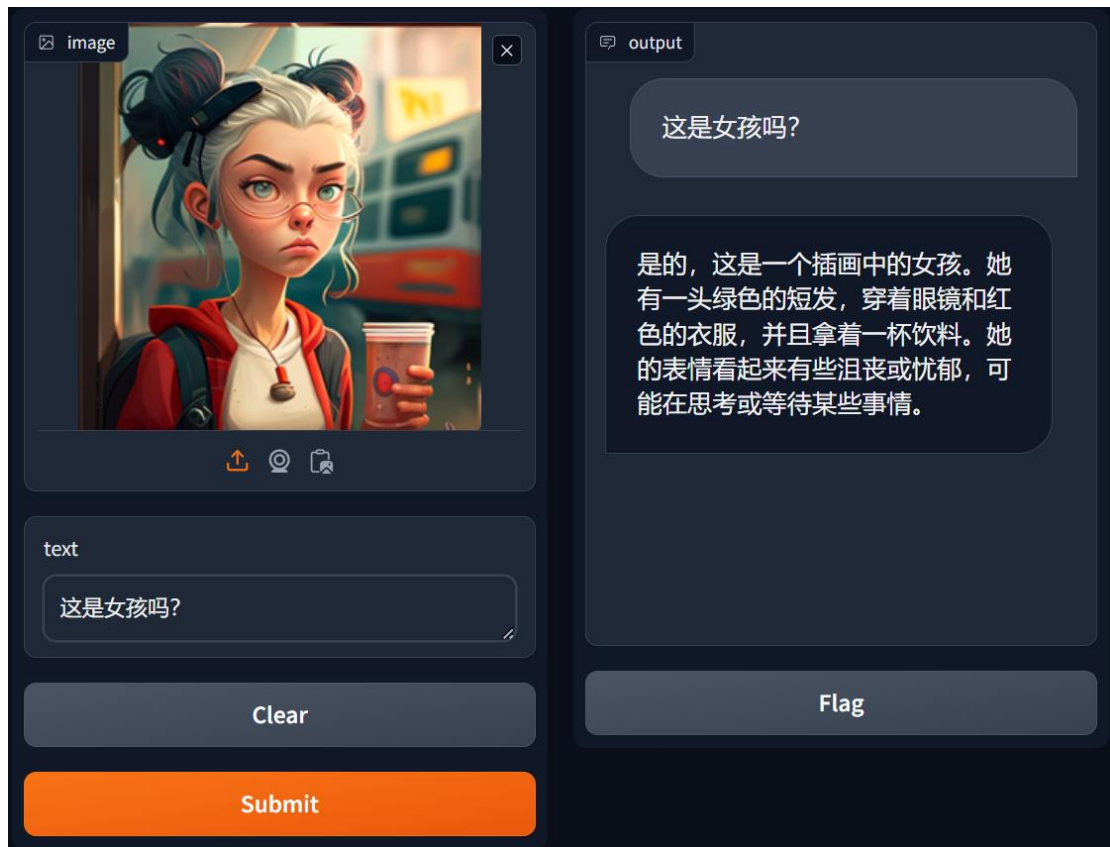 image
output
这是女孩吗?
是的，这是一个插画中的女孩。她
有一头绿色的短发，穿着眼镜和红
色的衣服，并且拿着一杯饮料。她
的表情看起来有些沮丧或忧郁，可
能在思考或等待某些事情。
text
这是女孩吗?
Clear
Submit
Flag